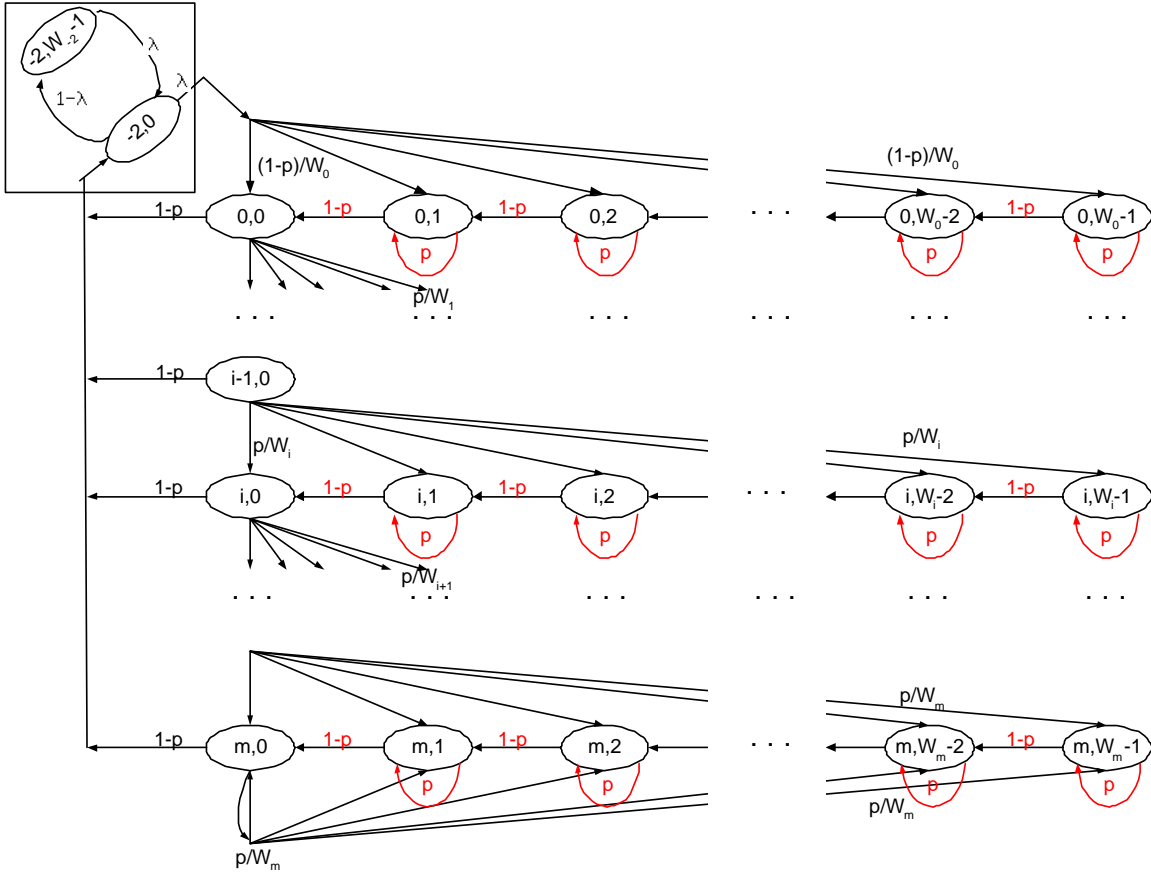 -2,W₋₂-1
λ
1-λ
λ
-2,0
(1-p)/W₀
(1-p)/W₀
1-p 0,0 1-p 0,1 1-p 0,2 . . . 0,W₀-2 1-p 0,W₀-1
p p p p
p/W₁
. . . . . . . . . . . . . . . . . .
1-p i-1,0
p/Wᵢ
p/Wᵢ
1-p i,0 1-p i,1 1-p i,2 . . . i,Wᵢ-2 1-p i,Wᵢ-1
p p p p
p/Wᵢ₊₁
. . . . . . . . . . . . . . . . . .
p/Wₘ
1-p m,0 1-p m,1 1-p m,2 . . . m,Wₘ-2 1-p m,Wₘ-1
p p p p
p/Wₘ
p/Wₘ